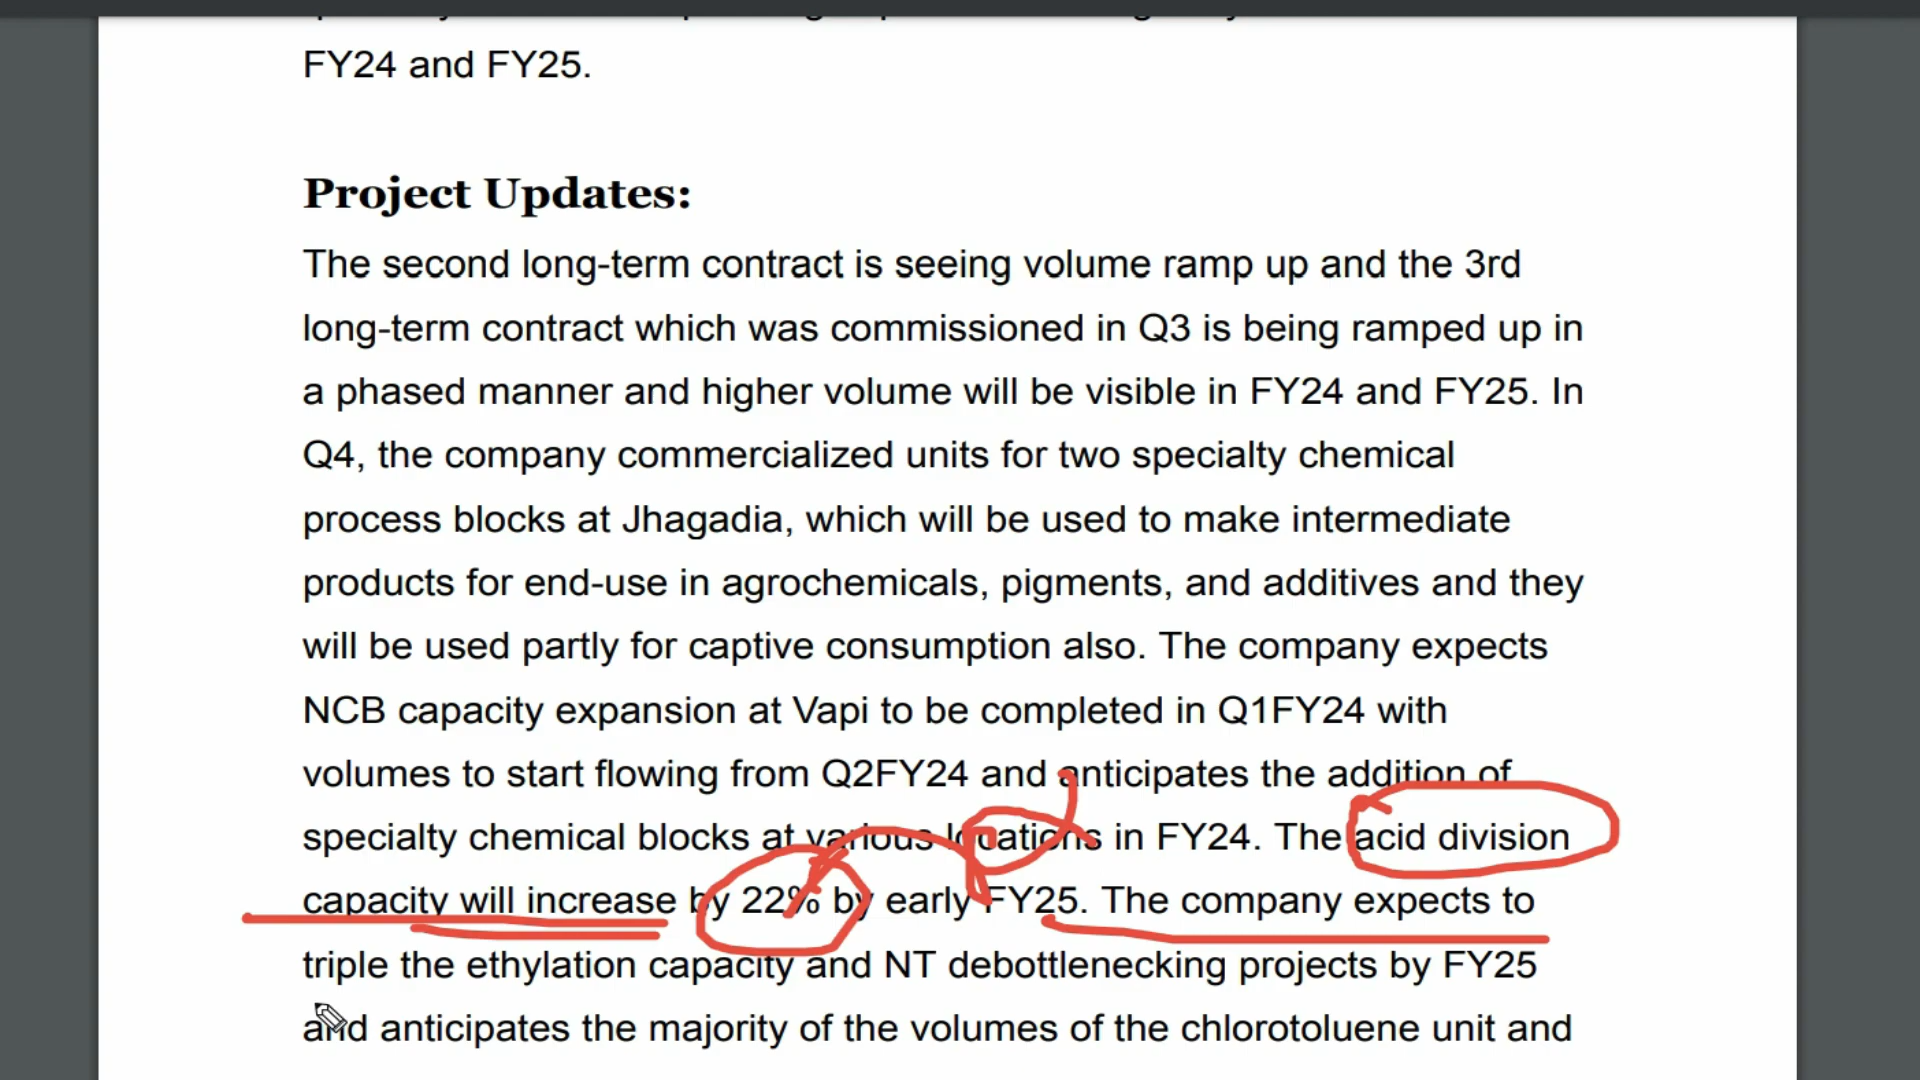 FY24 and FY25.
Project Updates:
The second long-term contract is seeing volume ramp up and the 3rd
long-term contract which was commissioned in Q3 is being ramped up in
a phased manner and higher volume will be visible in FY24 and FY25. In
Q4, the company commercialized units for two specialty chemical
process blocks at Jhagadia, which will be used to make intermediate
products for end-use in agrochemicals, pigments, and additives and they
will be used partly for captive consumption also. The company expects
NCB capacity expansion at Vapi to be completed in Q1FY24 with
volumes to start flowing from Q2FY24 and anticipates the addition of
specialty chemical blocks at various locations in FY24. The acid division
capacity will increase by 22% by early FY25. The company expects to
triple the ethylation capacity and NT debottlenecking projects by FY25
and anticipates the majority of the volumes of the chlorotoluene unit and